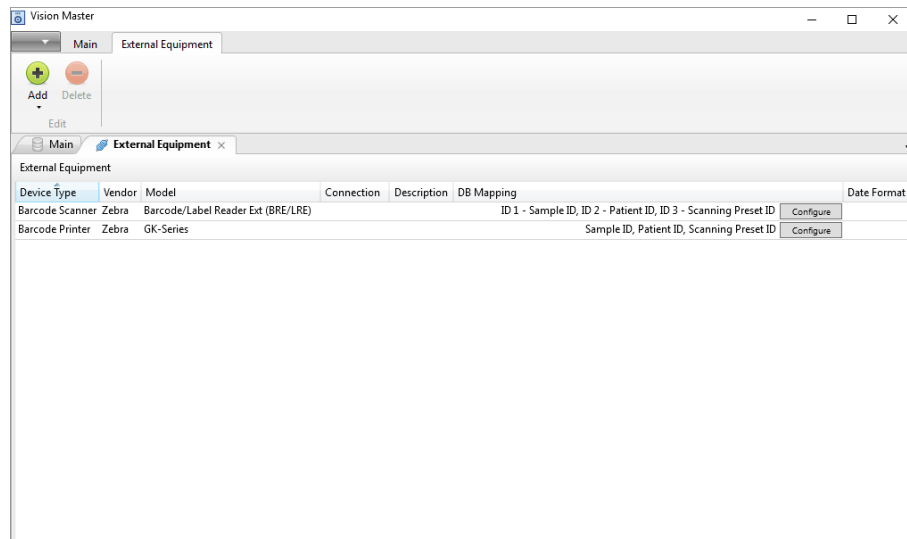 Vision Master
Main External Equipment
Add Delete
Edit
Main External Equipment
External Equipment
Device Type Vendor Model Connection Description DB Mapping Date Format
Barcode Scanner Zebra Barcode/Label Reader Ext (BRE/LRE) ID 1 - Sample ID, ID 2 - Patient ID, ID 3 - Scanning Preset ID Configure
Barcode Printer Zebra GK-Series Sample ID, Patient ID, Scanning Preset ID Configure